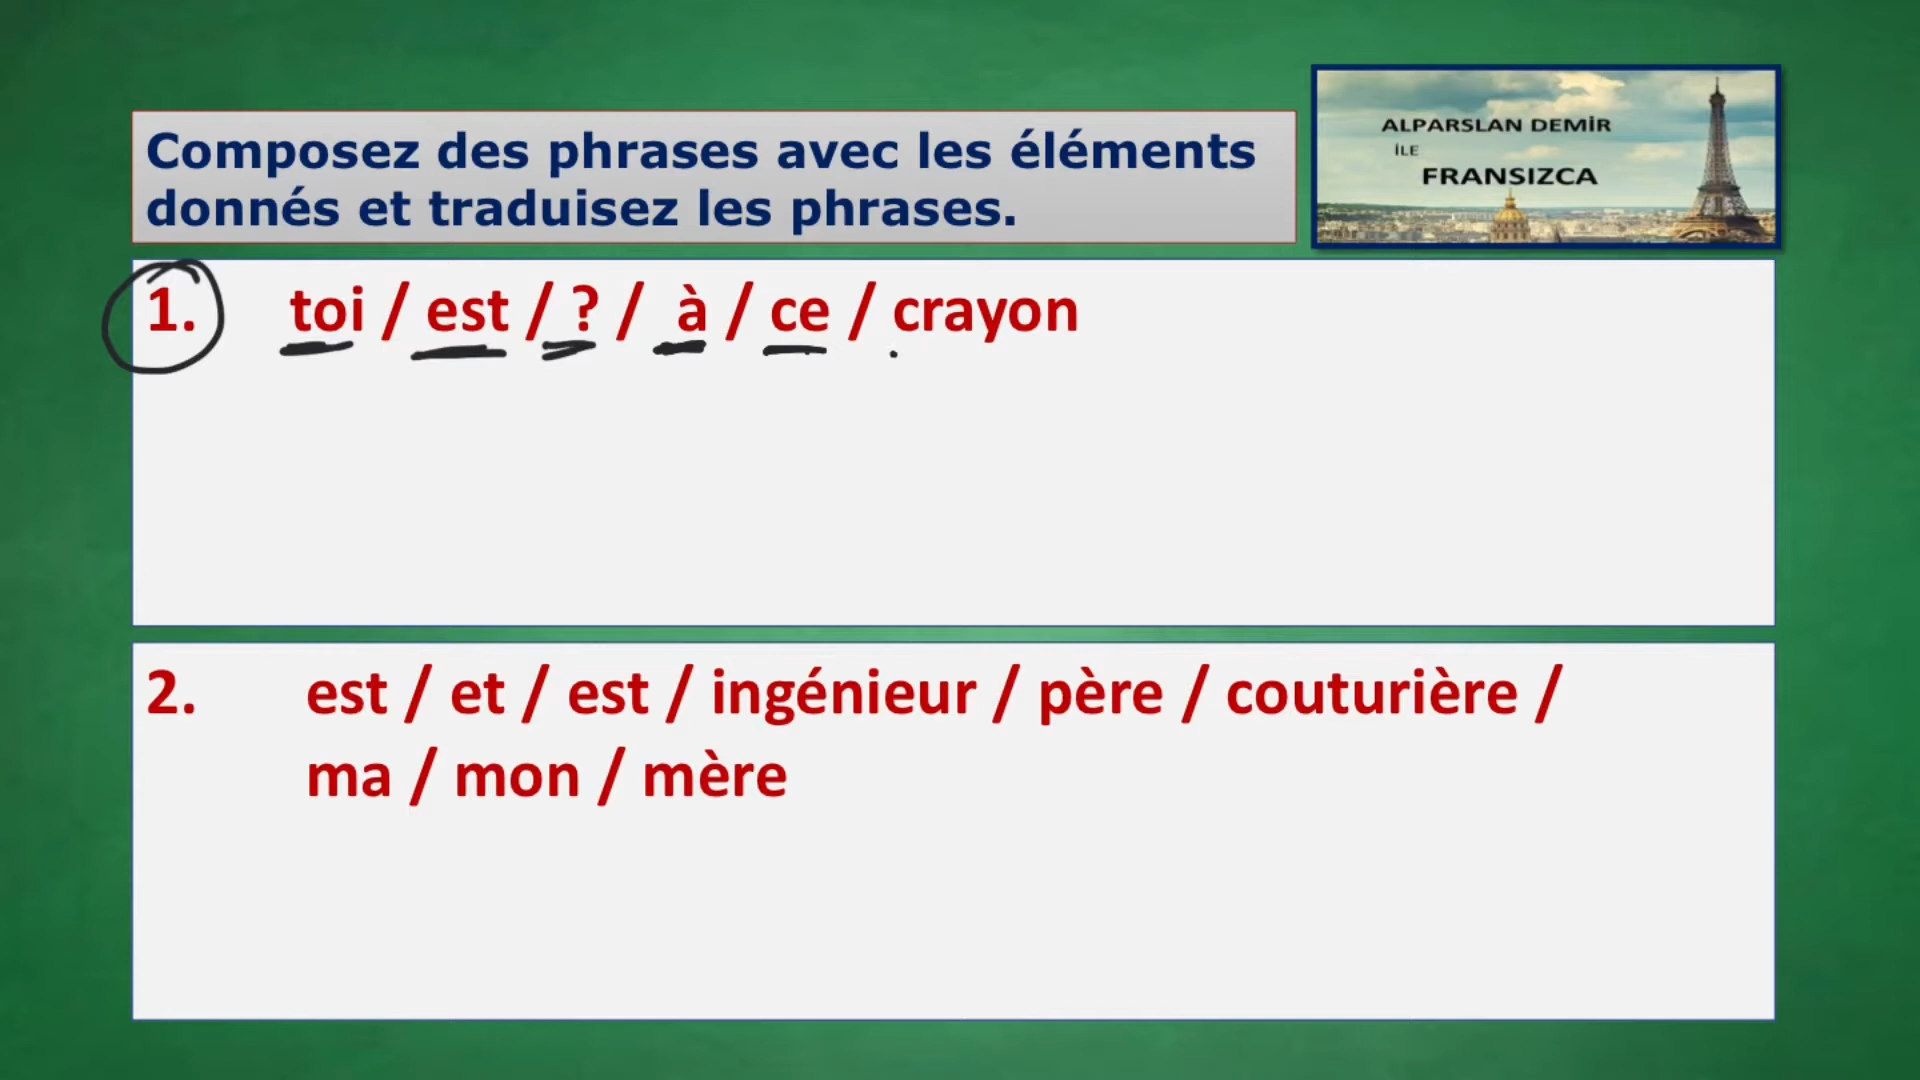 Composez des phrases avec les éléments
donnés et traduisez les phrases.
ALPARSLAN DEMİR
İLE
FRANSIZCA
1. toi / est / ? / à / ce / crayon
2. est / et / est / ingénieur / père / couturière /
ma / mon / mère